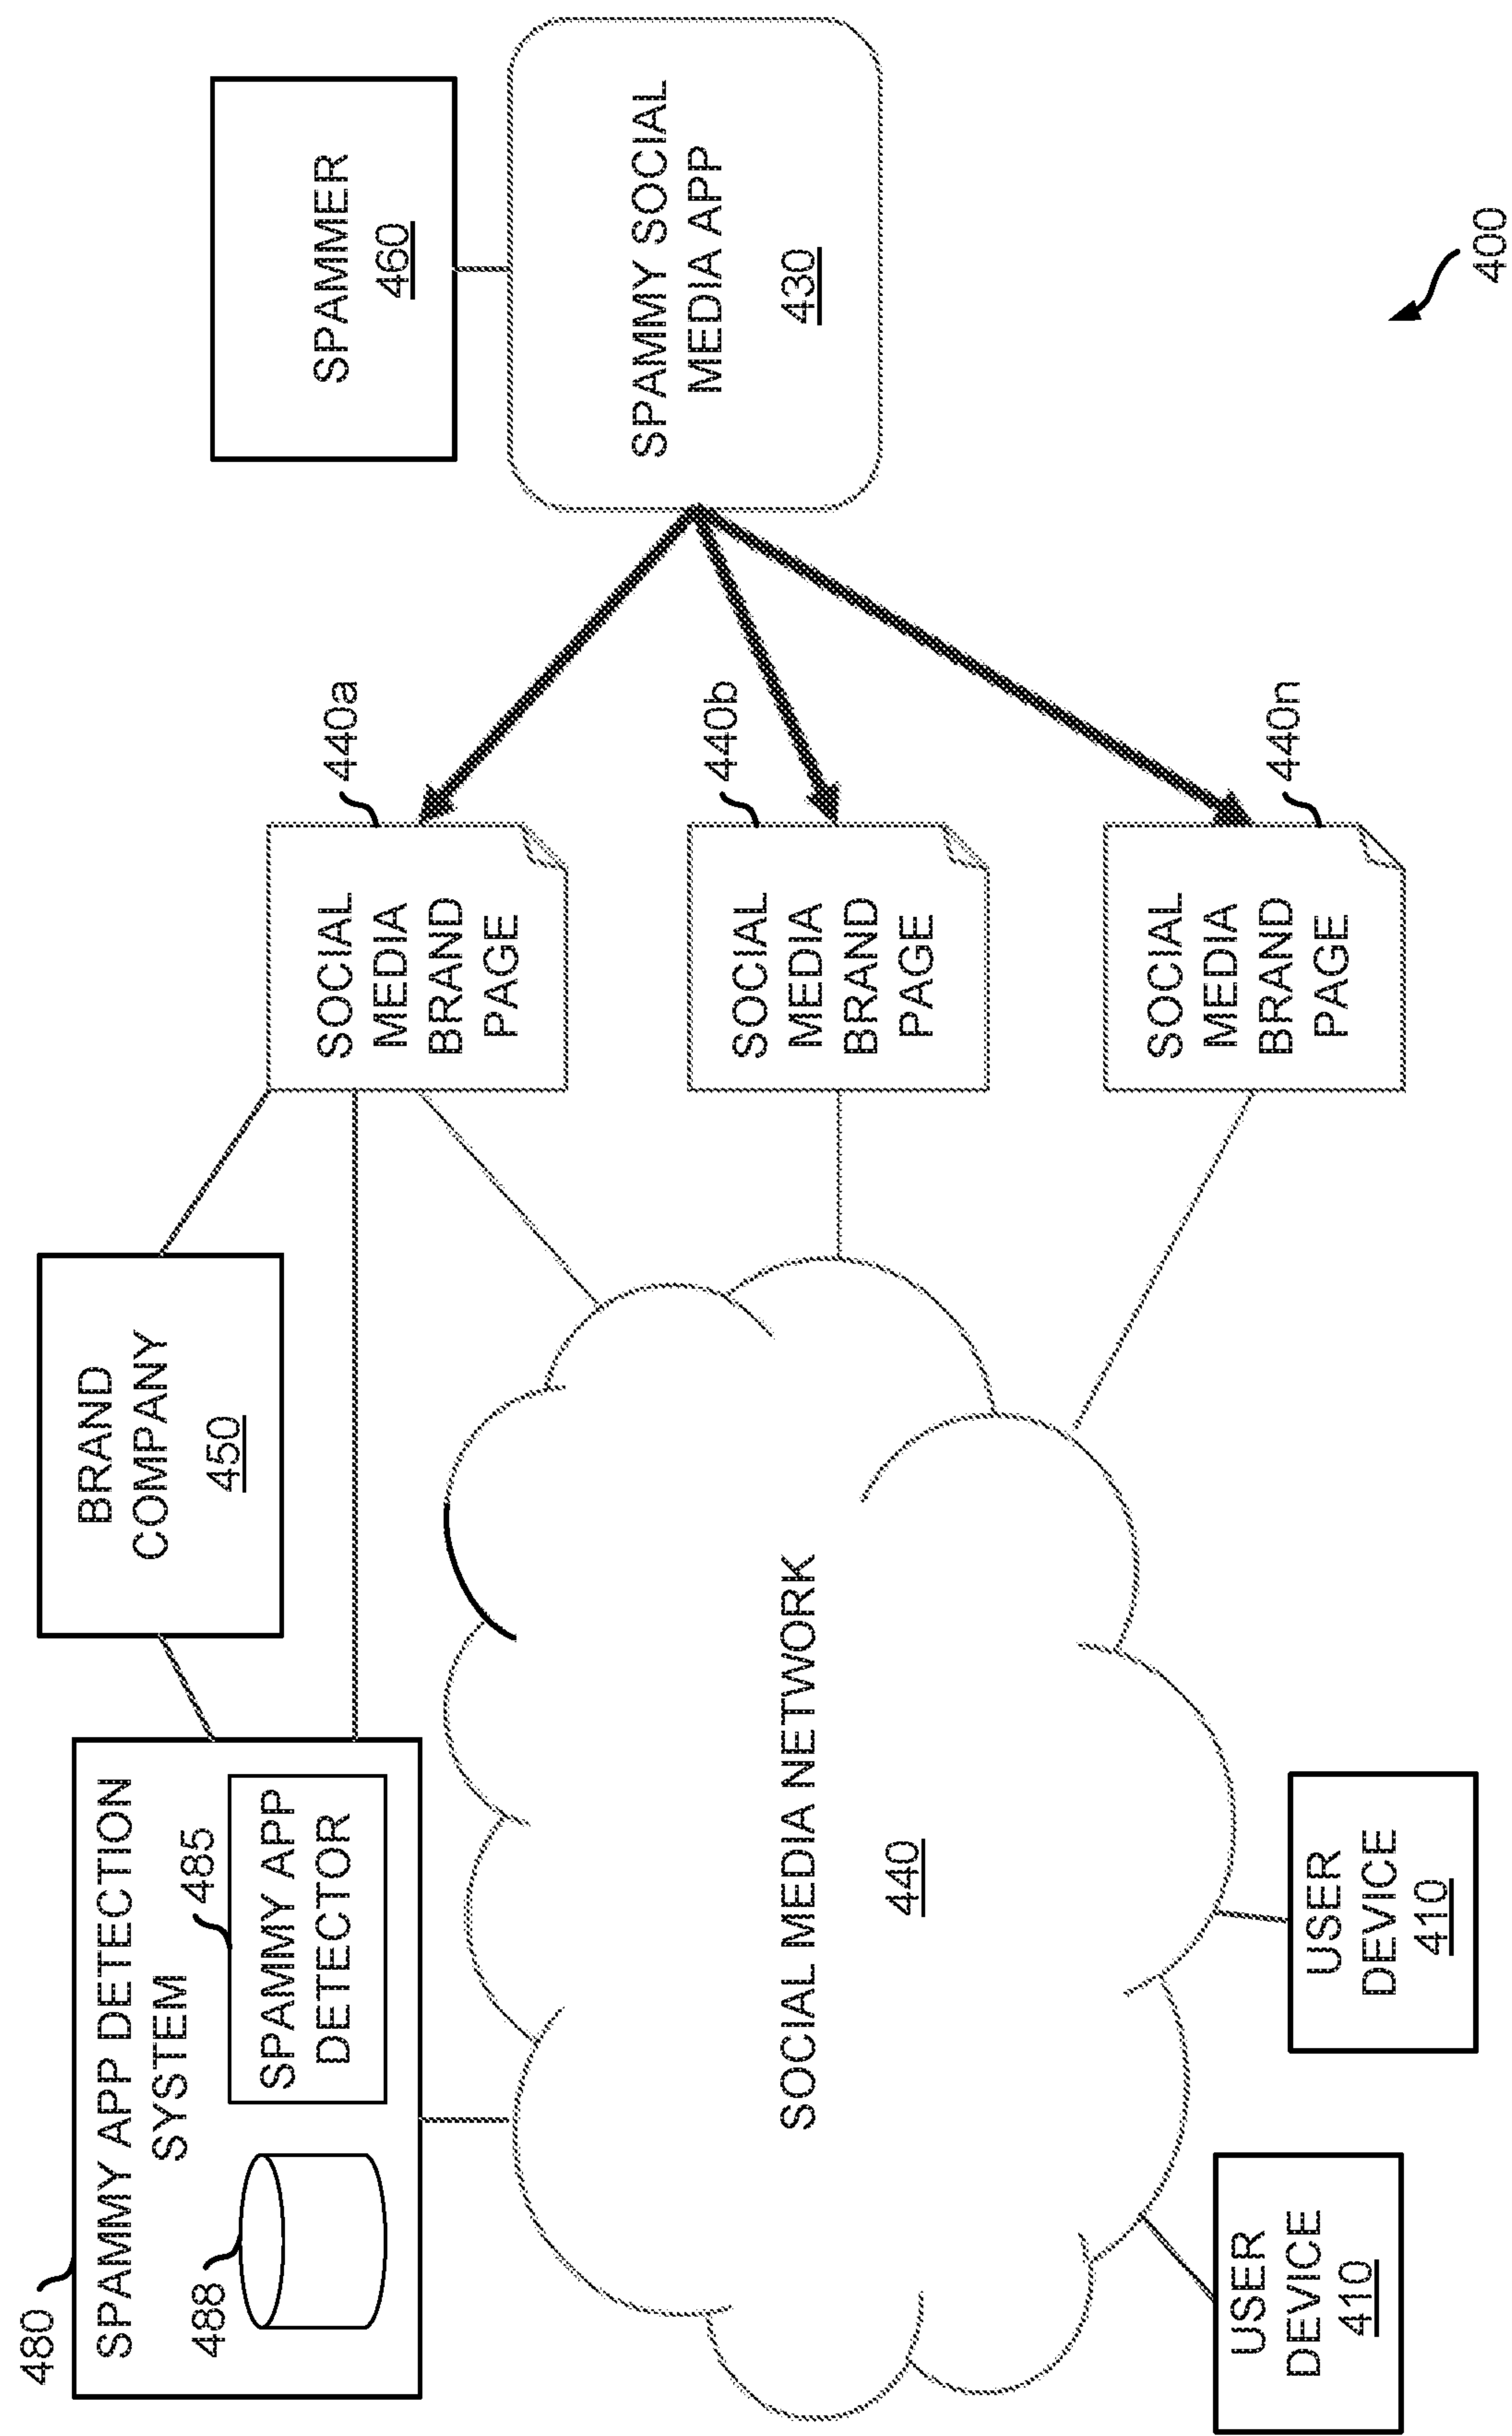 480
SPAMMY APP DETECTION
SYSTEM
488
485
SPAMMY APP
DETECTOR
BRAND
COMPANY
450
SPAMMER
460
SOCIAL
MEDIA
BRAND
PAGE
440a
SPAMMY SOCIAL
MEDIA APP
430
SOCIAL
MEDIA
BRAND
PAGE
440b
SOCIAL MEDIA NETWORK
440
SOCIAL
MEDIA
BRAND
PAGE
440n
USER
DEVICE
410
USER
DEVICE
410
400